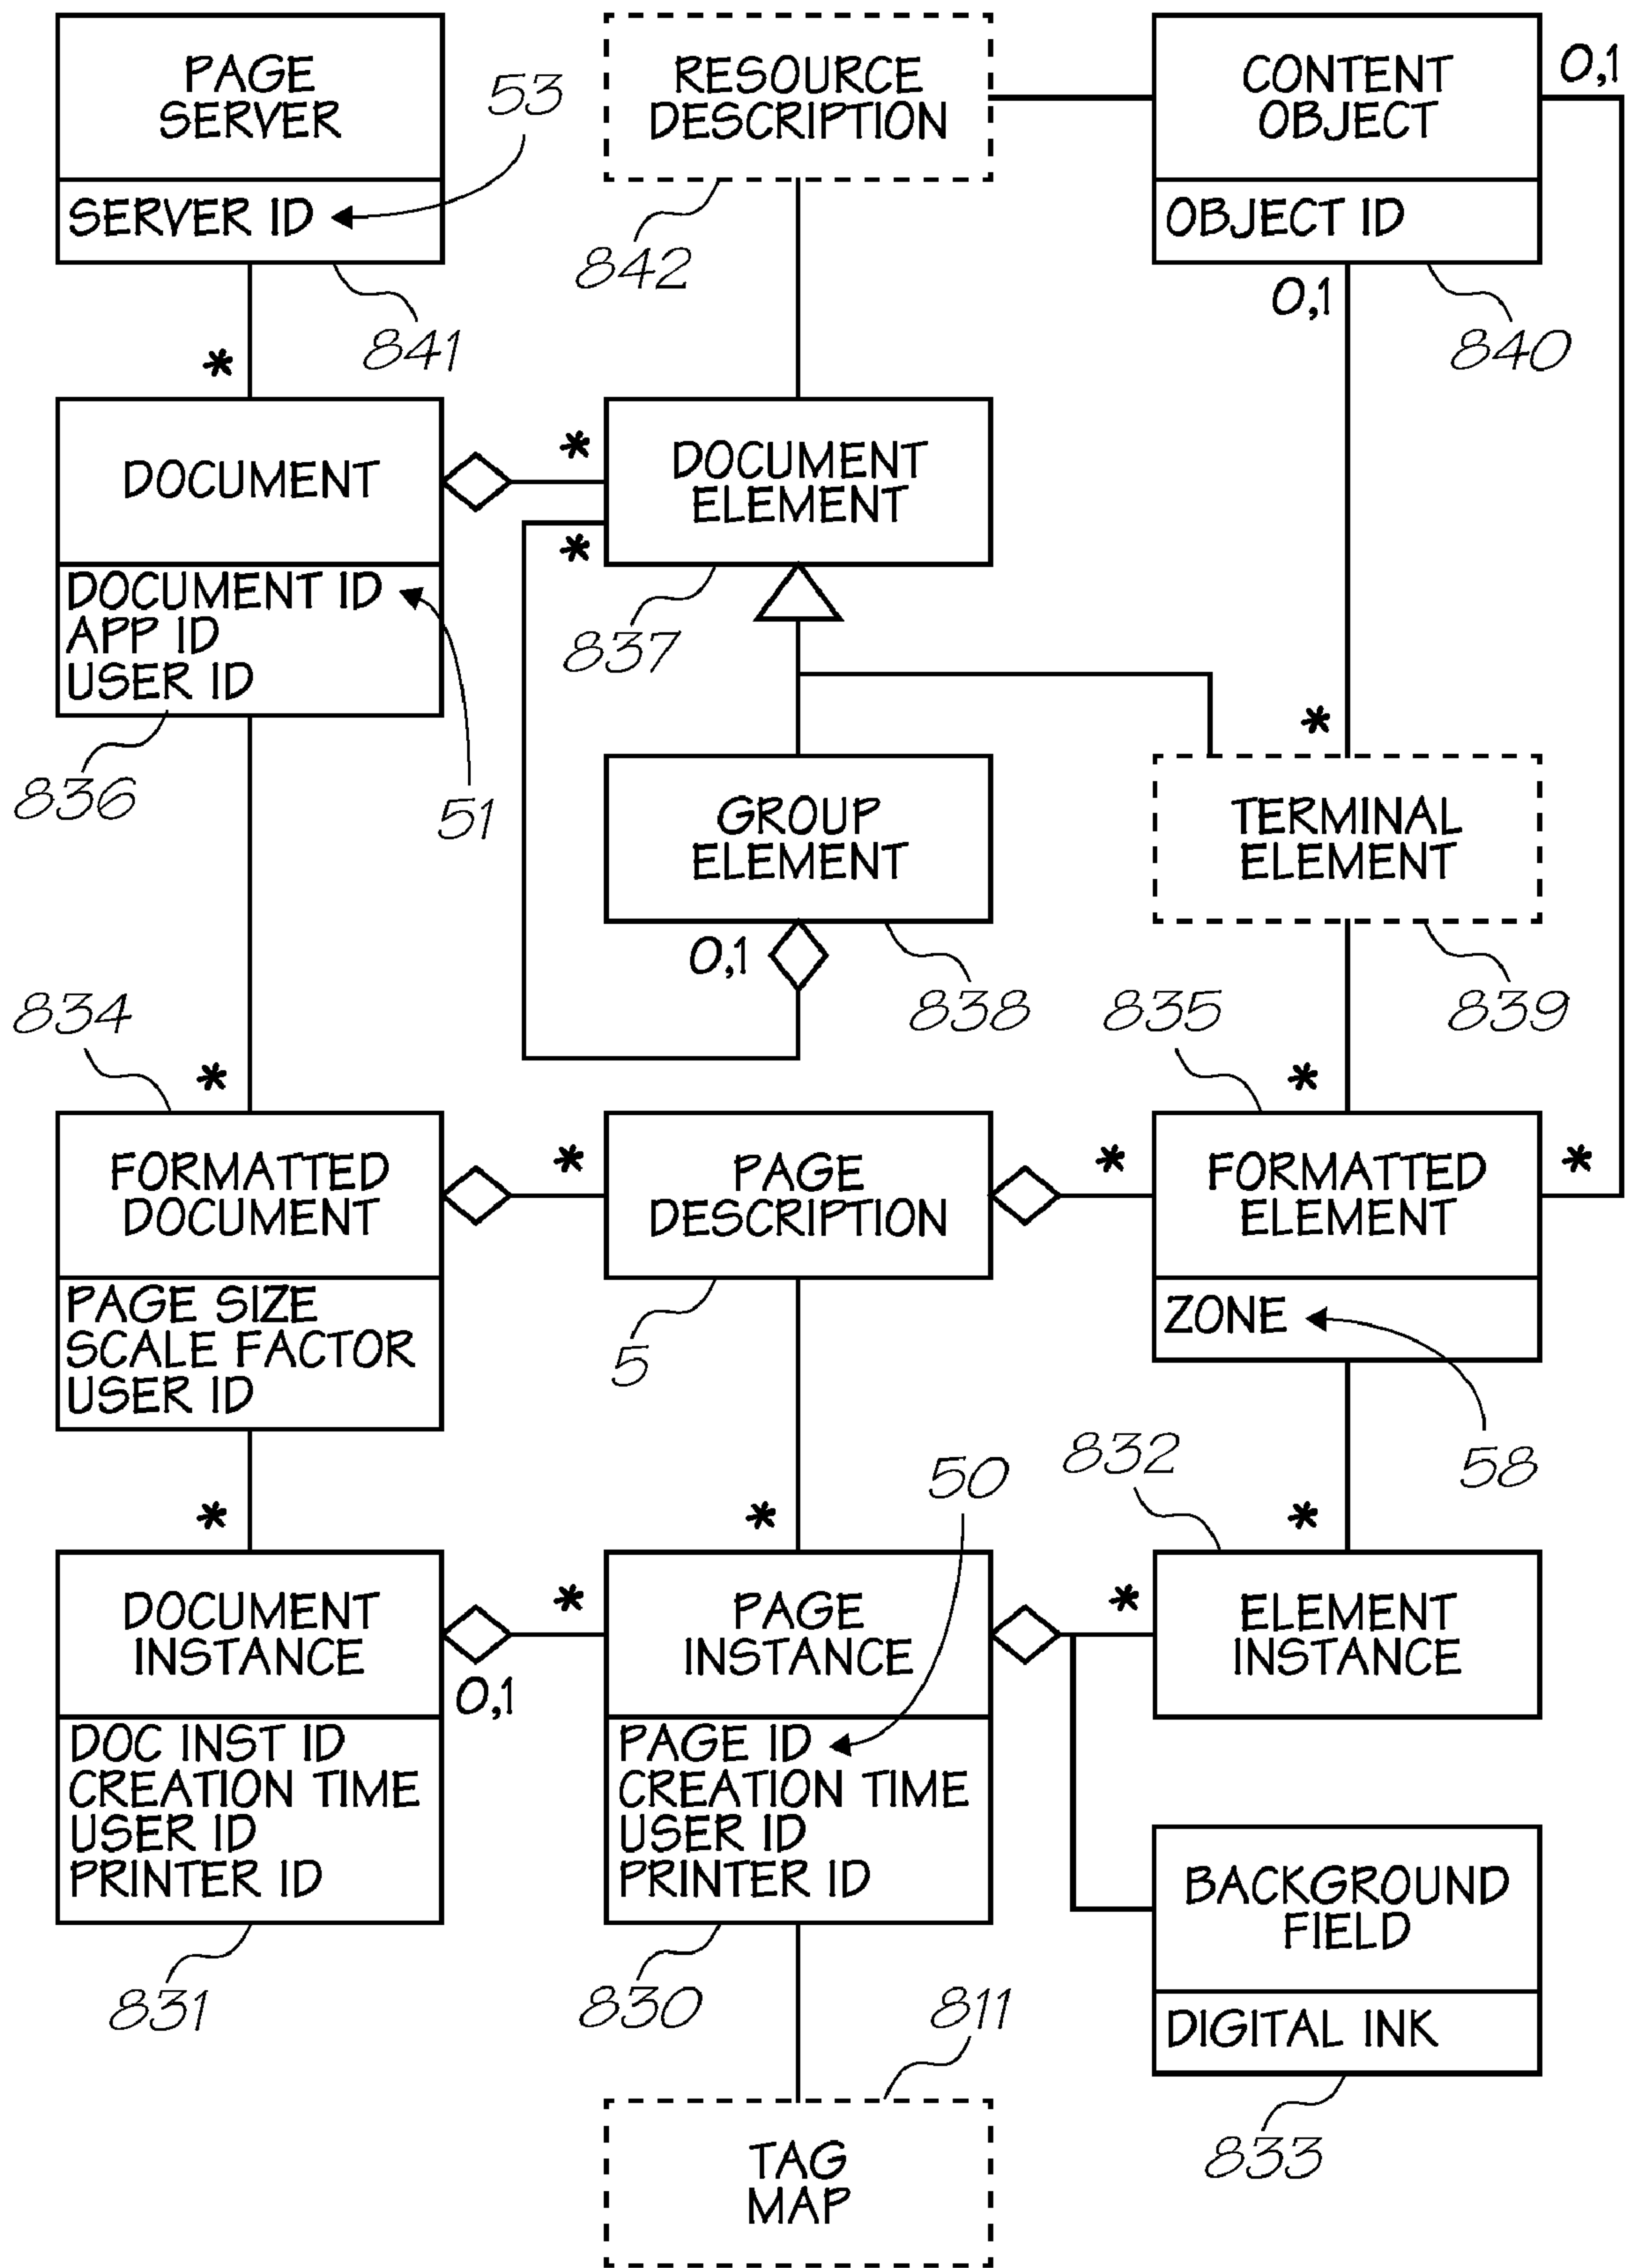 PAGE
SERVER
SERVER ID
53
841
RESOURCE
DESCRIPTION
842
CONTENT
OBJECT
OBJECT ID
0,1
0,1
840
*
DOCUMENT
DOCUMENT ID
APP ID
USER ID
836
51
*
*
DOCUMENT
ELEMENT
837
GROUP
ELEMENT
0,1
838
*
TERMINAL
ELEMENT
839
834
*
FORMATTED
DOCUMENT
PAGE SIZE
SCALE FACTOR
USER ID
*
PAGE
DESCRIPTION
5
835
*
*
*
FORMATTED
ELEMENT
ZONE
58
*
DOCUMENT
INSTANCE
DOC INST ID
CREATION TIME
USER ID
PRINTER ID
831
0,1
*
*
50
PAGE
INSTANCE
PAGE ID
CREATION TIME
USER ID
PRINTER ID
830
832
*
*
ELEMENT
INSTANCE
BACKGROUND
FIELD
DIGITAL INK
833
811
TAG
MAP